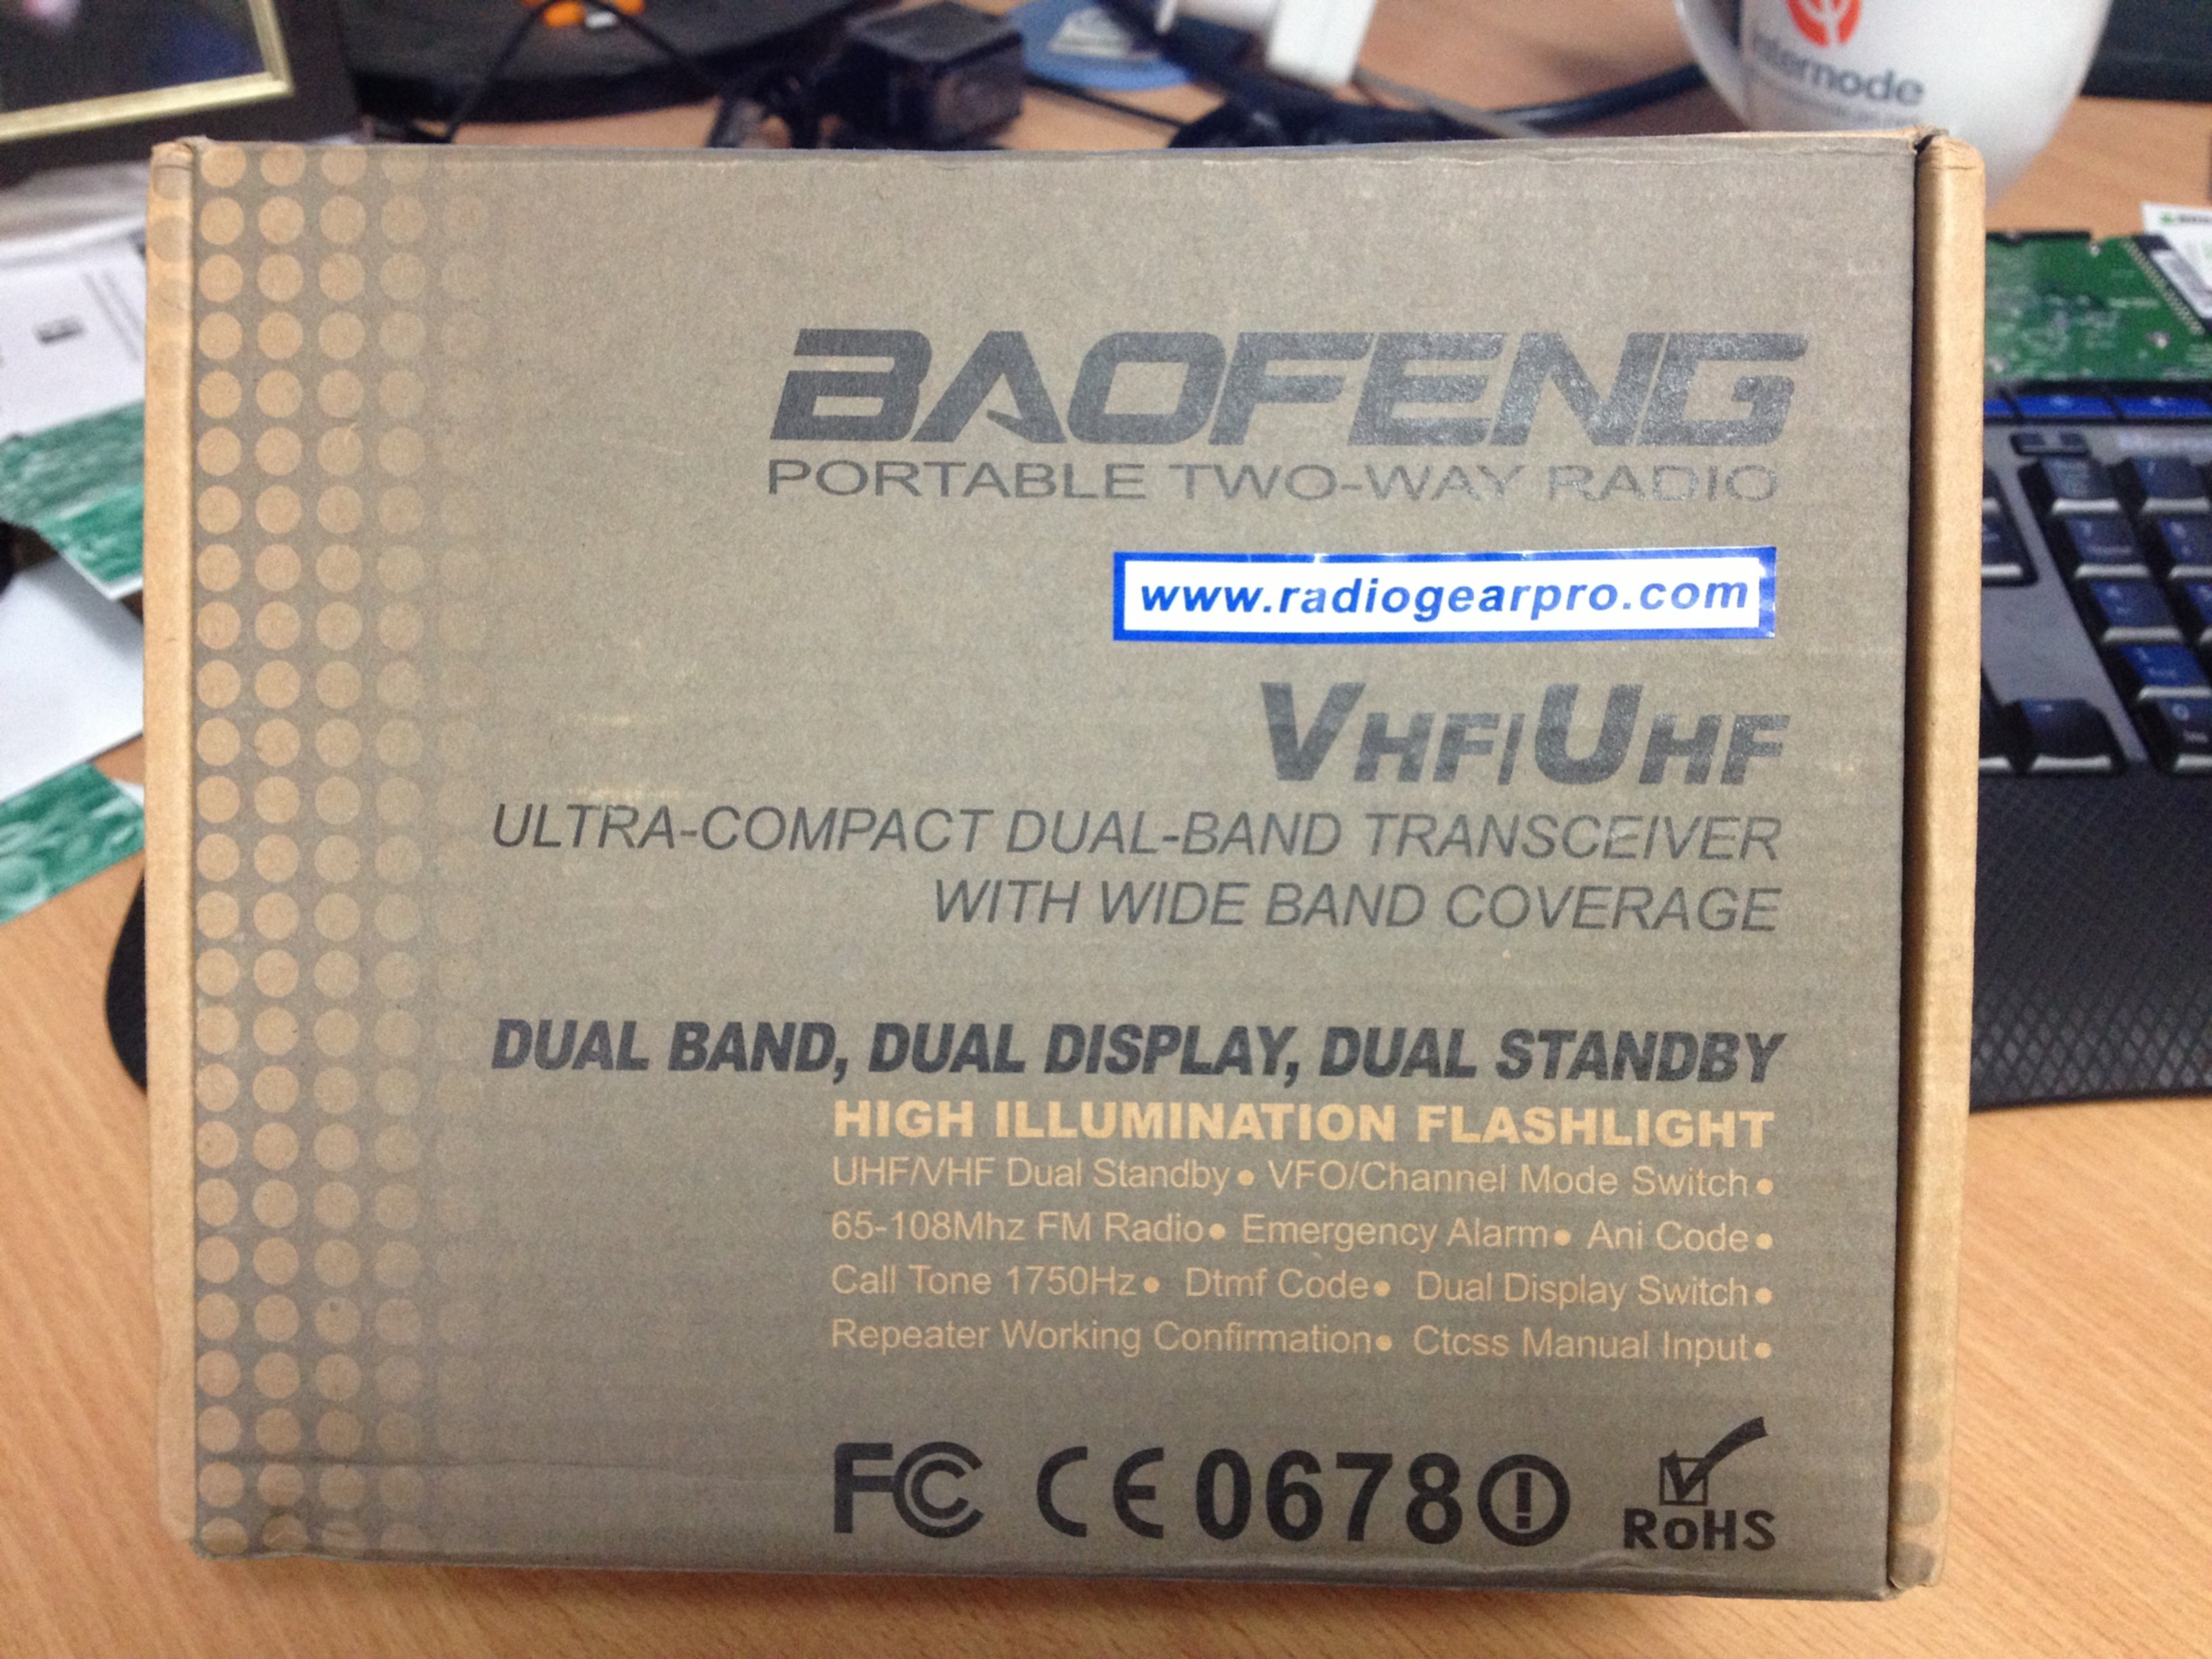 ternode
BAOFENG
PORTABLE TWO-WAY RADIO
www.radiogearpro.com
VHF/UHF
ULTRA-COMPACT DUAL-BAND TRANSCEIVER
WITH WIDE BAND COVERAGE
DUAL BAND, DUAL DISPLAY, DUAL STANDBY
HIGH ILLUMINATION FLASHLIGHT
UHF/VHF Dual Standby● VFO/Channel Mode Switch●
65-108Mhz FM Radio● Emergency Alarm● Ani Code●
Call Tone 1750Hz● Dtmf Code● Dual Display Switch●
Repeater Working Confirmation● Ctcss Manual Input●
FC CE0678!
RoHS